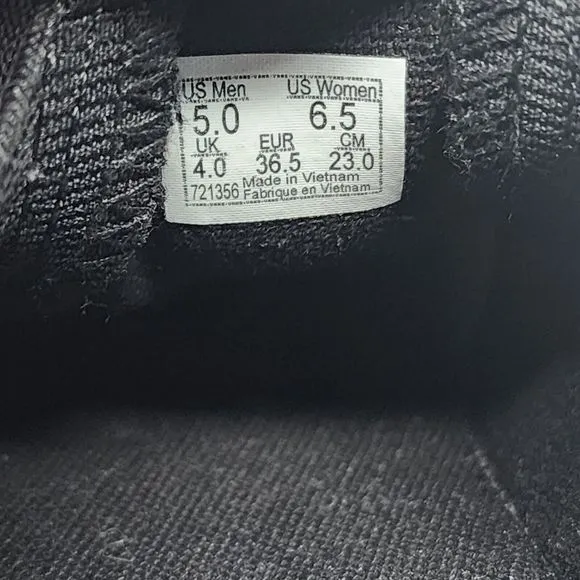 US Men US Women
5.0 6.5
UK EUR CM
4.0 36.5 23.0
Made in Vietnam
721356 Fabrique en Vietnam